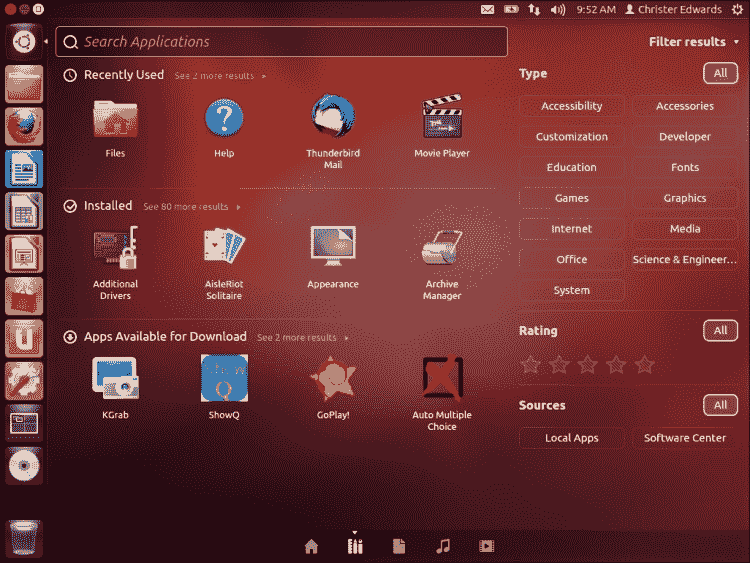 9:52 AM Christer Edwards
Search Applications
Filter results
Recently Used See 2 more results
Files
Help
Thunderbird
Mail
Movie Player
Installed See 80 more results
Additional
Drivers
AisleRiot
Solitaire
Appearance
Archive
Manager
Apps Available for Download See 2 more results
KGrab
ShowQ
GoPlay!
Auto Multiple
Choice
Type All
Accessibility
Accessories
Customization
Developer
Education
Fonts
Games
Graphics
Internet
Media
Office
Science & Engineer...
System
Rating All
Sources All
Local Apps
Software Center